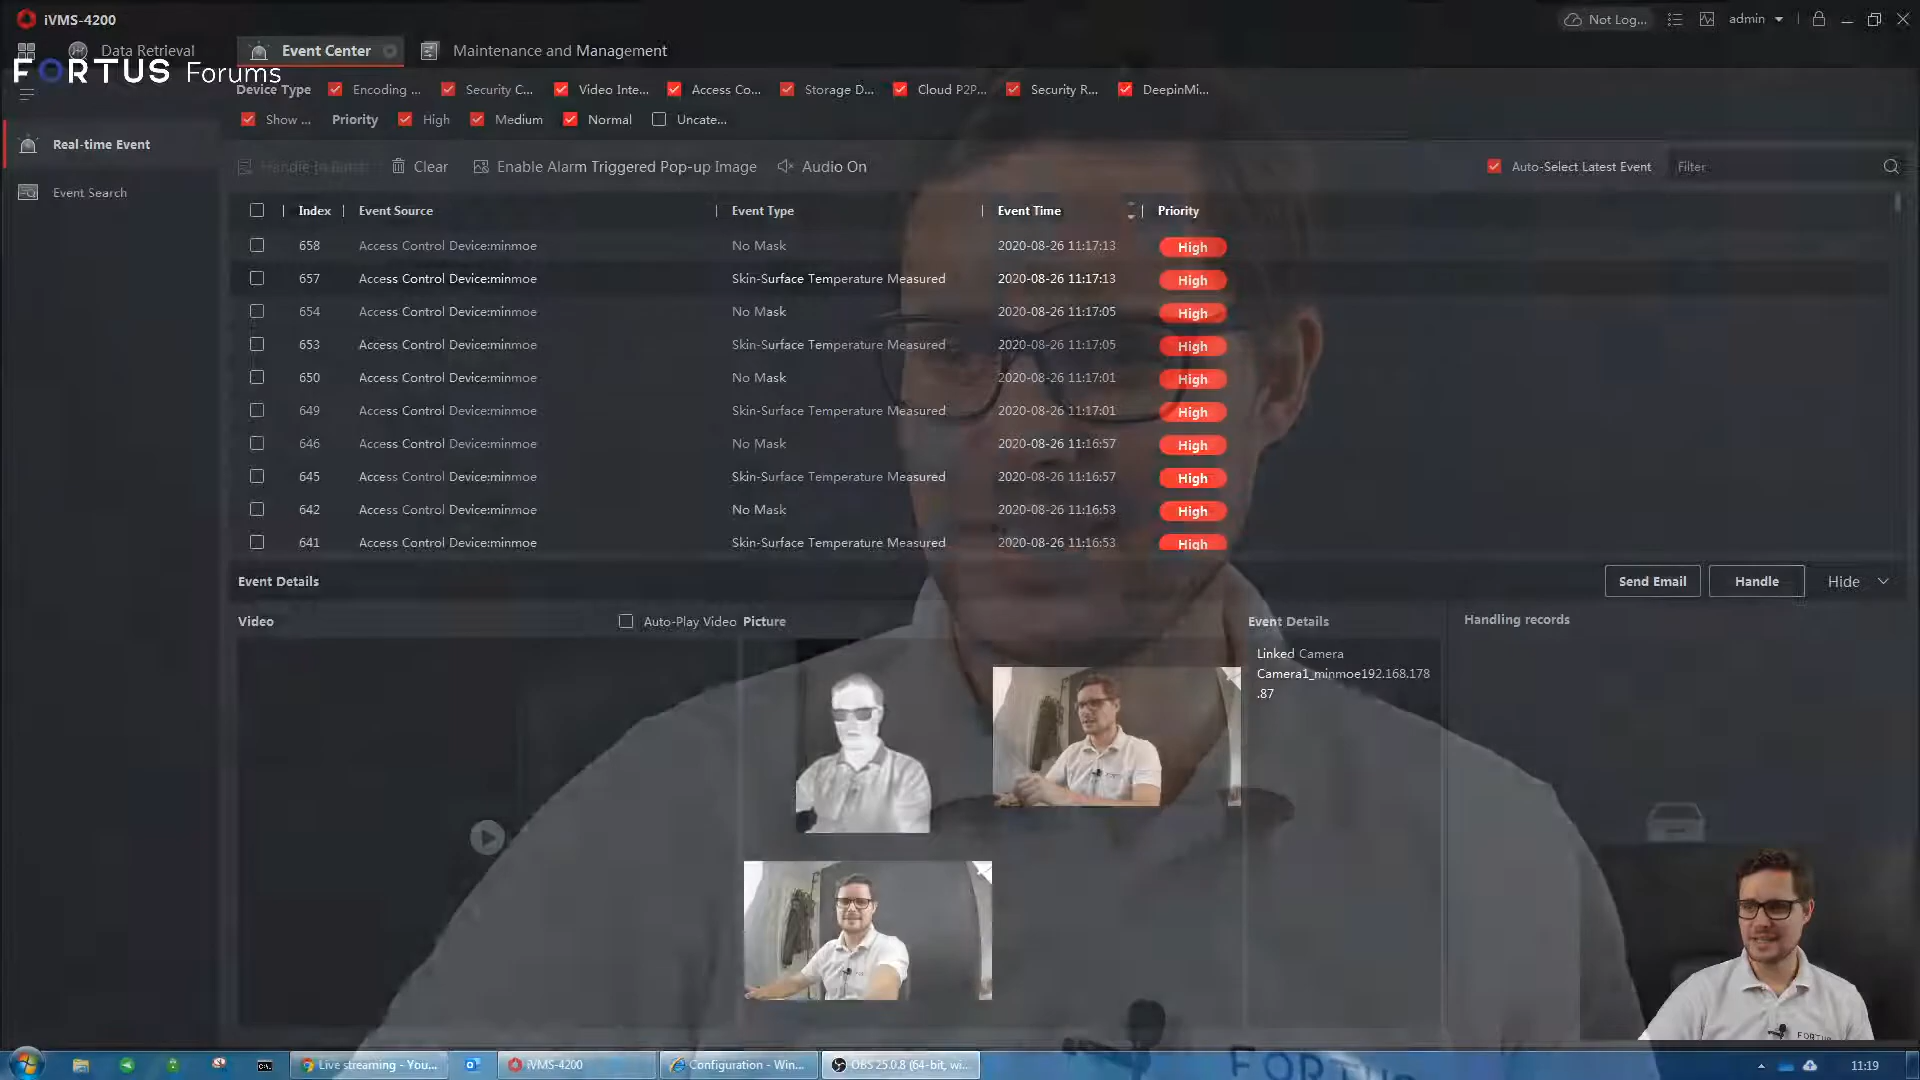 iVMS-4200
Not Log...
admin
Data Retrieval
Event Center
Maintenance and Management
FORTUS Forums
Device Type
Encoding ...
Security C...
Video Inte...
Access Co...
Storage D...
Cloud P2P...
Security R...
DeepinMi...
Show ...
Priority
High
Medium
Normal
Uncate...
Real-time Event
Event Search
Handle in Batch
Clear
Enable Alarm Triggered Pop-up Image
Audio On
Auto-Select Latest Event
Filter
Index Event Source Event Type Event Time Priority
658 Access Control Device:minmoe No Mask 2020-08-26 11:17:13 High
657 Access Control Device:minmoe Skin-Surface Temperature Measured 2020-08-26 11:17:13 High
654 Access Control Device:minmoe No Mask 2020-08-26 11:17:05 High
653 Access Control Device:minmoe Skin-Surface Temperature Measured 2020-08-26 11:17:05 High
650 Access Control Device:minmoe No Mask 2020-08-26 11:17:01 High
649 Access Control Device:minmoe Skin-Surface Temperature Measured 2020-08-26 11:17:01 High
646 Access Control Device:minmoe No Mask 2020-08-26 11:16:57 High
645 Access Control Device:minmoe Skin-Surface Temperature Measured 2020-08-26 11:16:57 High
642 Access Control Device:minmoe No Mask 2020-08-26 11:16:53 High
641 Access Control Device:minmoe Skin-Surface Temperature Measured 2020-08-26 11:16:53 High
Event Details
Send Email
Handle
Hide
Video
Auto-Play Video
Picture
Event Details
Handling records
Linked Camera
Camera1_minmoe192.168.178
.87
Live streaming - You...
iVMS-4200
Configuration - Win...
OBS 25.0.8 (64-bit, wi...
11:19